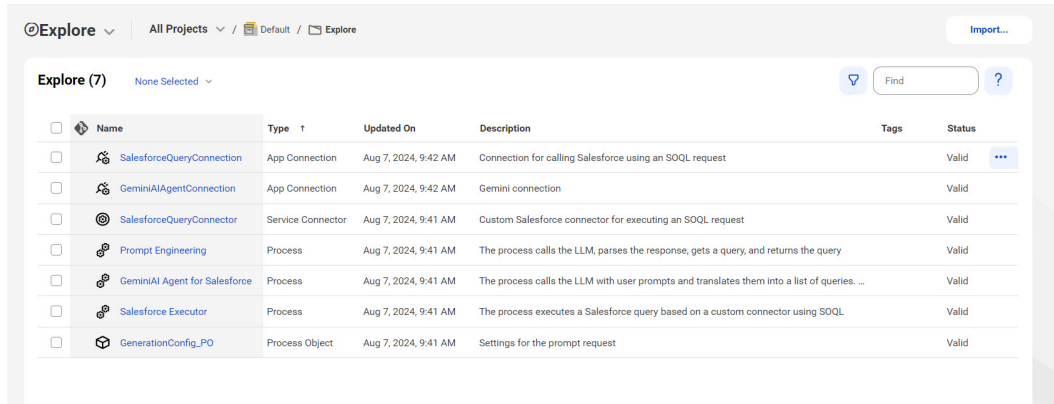 Explore All Projects / Default / Explore Import...
Explore (7) None Selected Find ?
Name Type ↑ Updated On Description Tags Status
SalesforceQueryConnection App Connection Aug 7, 2024, 9:42 AM Connection for calling Salesforce using an SOQL request Valid ...
GeminiAIAgentConnection App Connection Aug 7, 2024, 9:42 AM Gemini connection Valid
SalesforceQueryConnector Service Connector Aug 7, 2024, 9:41 AM Custom Salesforce connector for executing an SOQL request Valid
Prompt Engineering Process Aug 7, 2024, 9:41 AM The process calls the LLM, parses the response, gets a query, and returns the query Valid
GeminiAI Agent for Salesforce Process Aug 7, 2024, 9:41 AM The process calls the LLM with user prompts and translates them into a list of queries. ... Valid
Salesforce Executor Process Aug 7, 2024, 9:41 AM The process executes a Salesforce query based on a custom connector using SOQL Valid
GenerationConfig_PO Process Object Aug 7, 2024, 9:41 AM Settings for the prompt request Valid